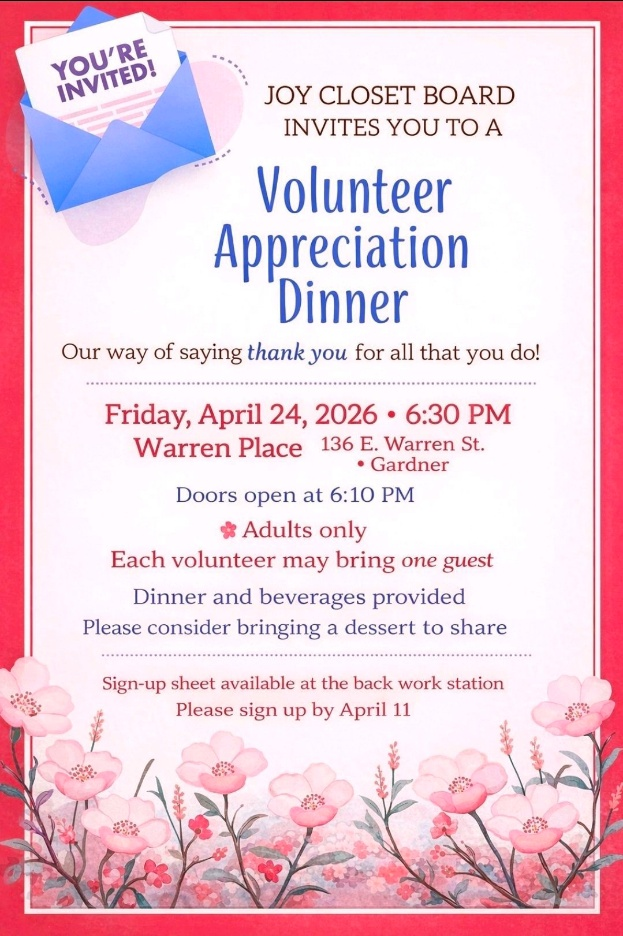 YOU'RE
INVITED!
JOY CLOSET BOARD
INVITES YOU TO A
Volunteer
Appreciation
Dinner
Our way of saying thank you for all that you do!
Friday, April 24, 2026 • 6:30 PM
Warren Place 136 E. Warren St.
• Gardner
Doors open at 6:10 PM
Adults only
Each volunteer may bring one guest
Dinner and beverages provided
Please consider bringing a dessert to share
Sign-up sheet available at the back work station
Please sign up by April 11